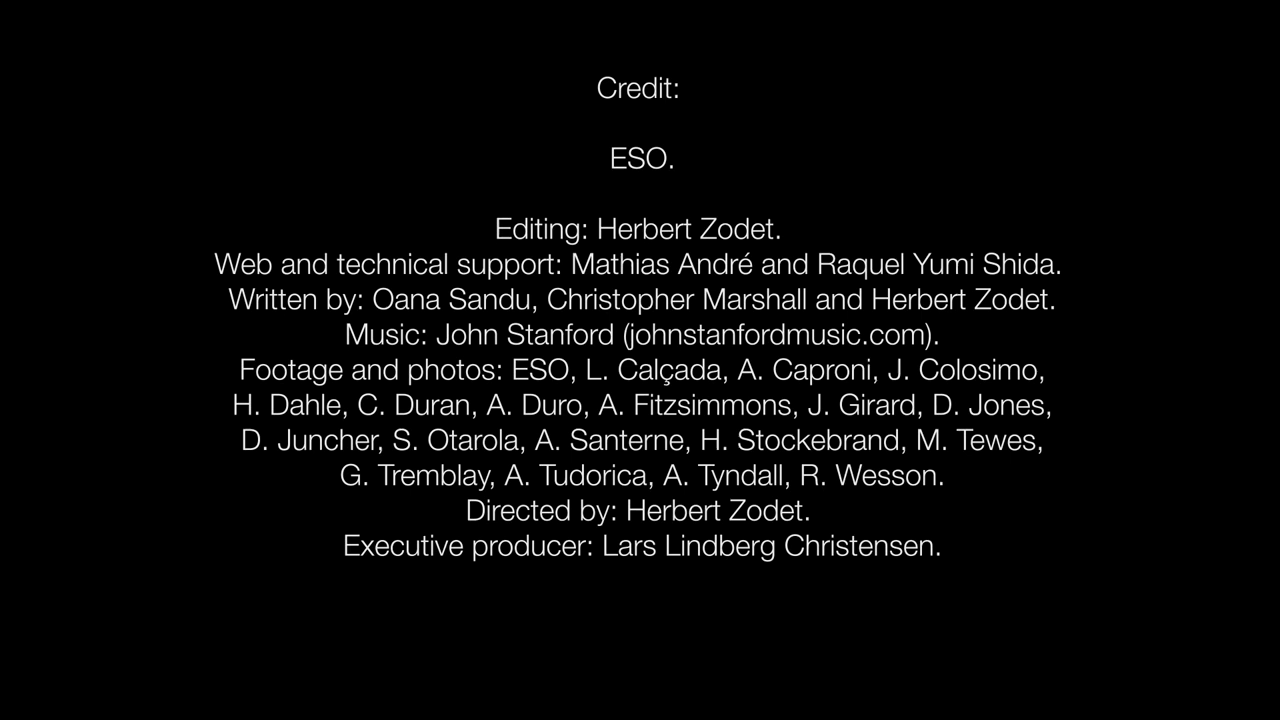 Credit:
ESO.
Editing: Herbert Zodet.
Web and technical support: Mathias André and Raquel Yumi Shida.
Written by: Oana Sandu, Christopher Marshall and Herbert Zodet.
Music: John Stanford (johnstanfordmusic.com).
Footage and photos: ESO, L. Calçada, A. Caproni, J. Colosimo,
H. Dahle, C. Duran, A. Duro, A. Fitzsimmons, J. Girard, D. Jones,
D. Juncher, S. Otarola, A. Santerne, H. Stockebrand, M. Tewes,
G. Tremblay, A. Tudorica, A. Tyndall, R. Wesson.
Directed by: Herbert Zodet.
Executive producer: Lars Lindberg Christensen.